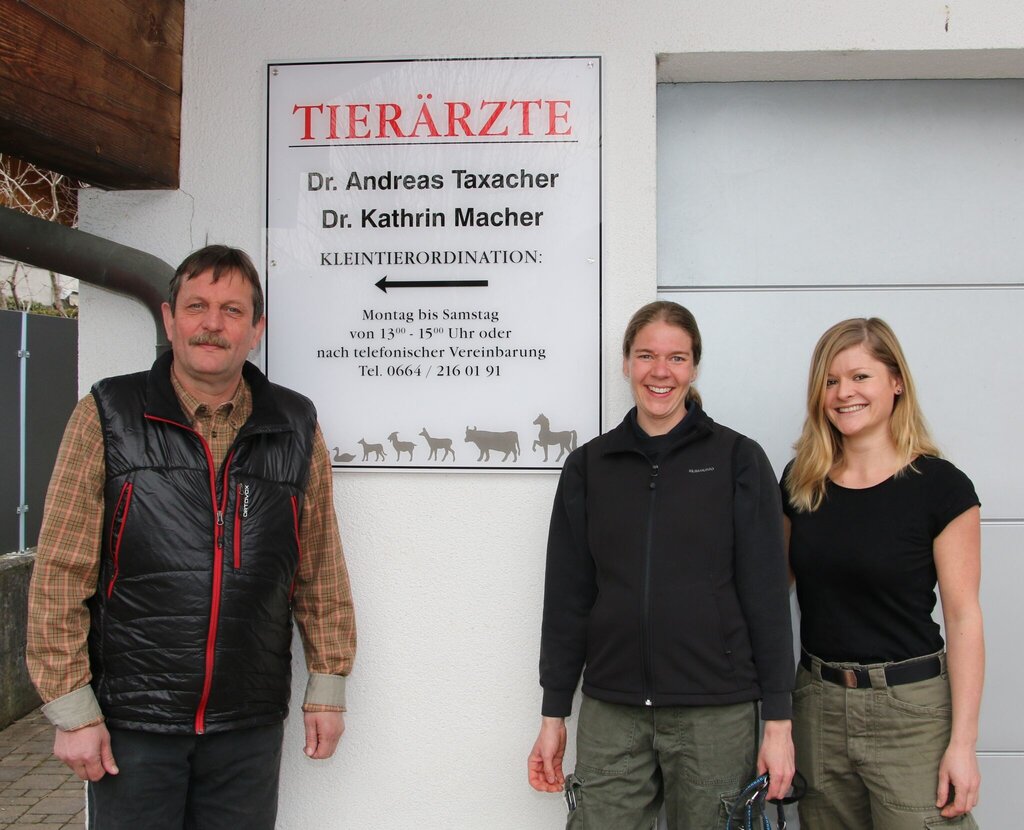 TIERÄRZTE
Dr. Andreas Taxacher
Dr. Kathrin Macher
KLEINTIERORDINATION:
Montag bis Samstag
von 13⁰⁰ - 15⁰⁰ Uhr oder
nach telefonischer Vereinbarung
Tel. 0664 / 216 01 91
ORTOVOX